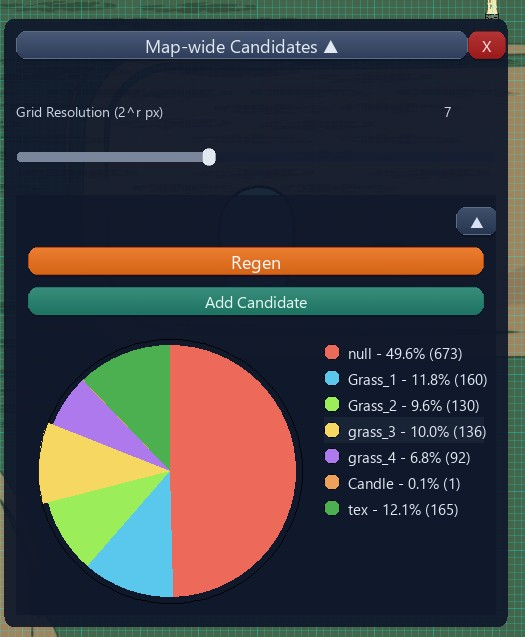 Map-wide Candidates ▲
X
Grid Resolution (2^r px) 7
▲
Regen
Add Candidate
null - 49.6% (673)
Grass_1 - 11.8% (160)
Grass_2 - 9.6% (130)
grass_3 - 10.0% (136)
grass_4 - 6.8% (92)
Candle - 0.1% (1)
tex - 12.1% (165)